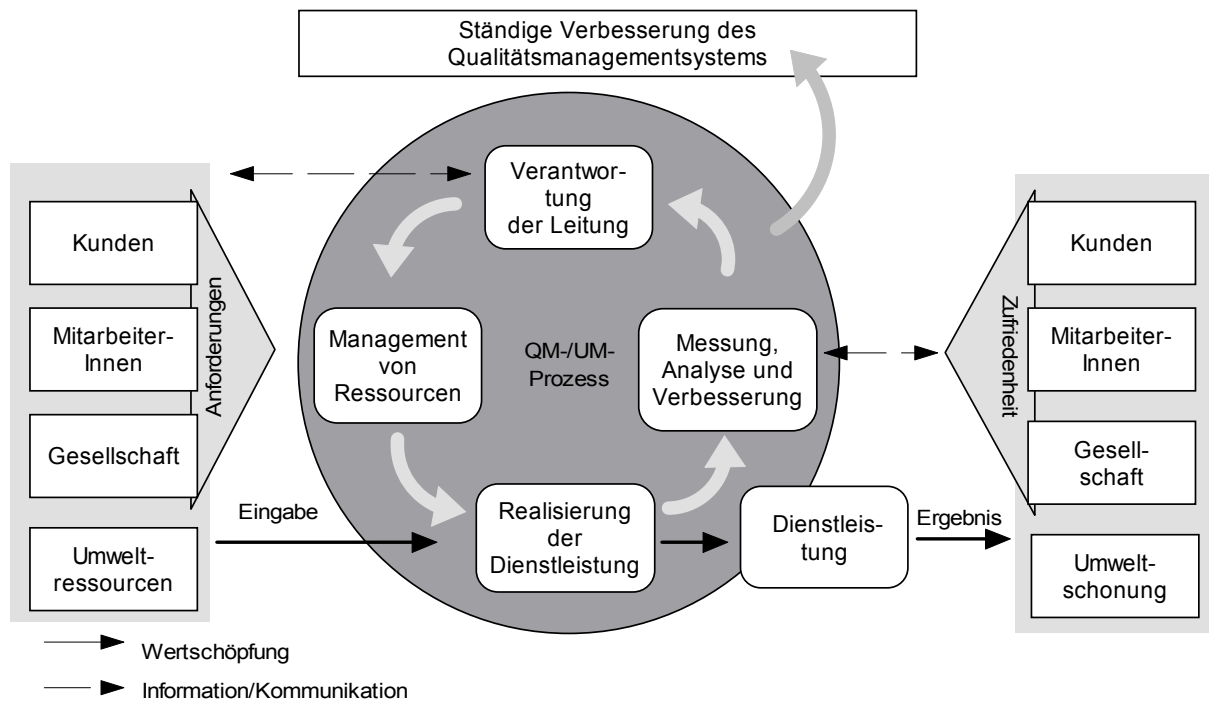 Ständige Verbesserung des
Qualitätsmanagementsystems
Kunden
Mitarbeiter-
Innen
Gesellschaft
Umwelt-
ressourcen
Anforderungen
Eingabe
Verantwor-
tung
der Leitung
Management
von
Ressourcen
QM-/UM-
Prozess
Messung,
Analyse und
Verbesserung
Realisierung
der
Dienstleistung
Dienstleis-
tung
Ergebnis
Zufriedenheit
Kunden
Mitarbeiter-
Innen
Gesell-
schaft
Umwelt-
schonung
Wertschöpfung
Information/Kommunikation